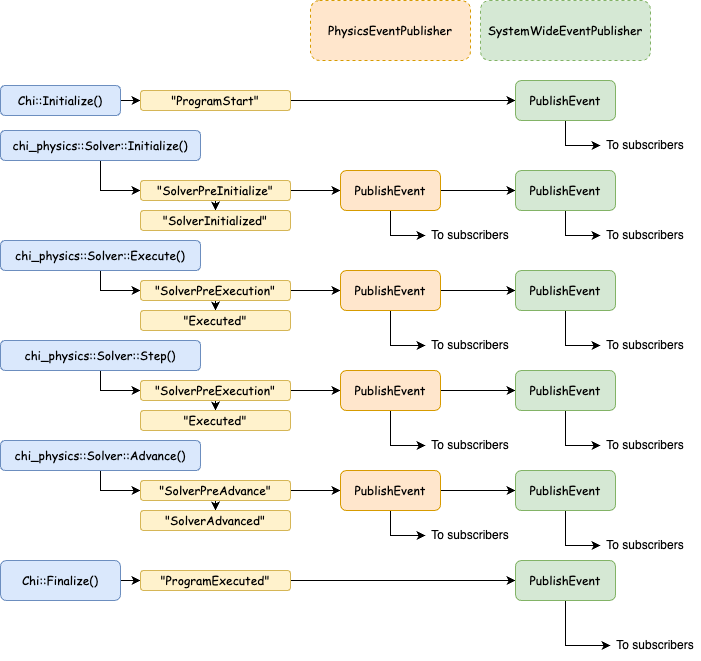 PhysicsEventPublisher
SystemWideEventPublisher
Chi::Initialize()
"ProgramStart"
PublishEvent
To subscribers
chi_physics::Solver::Initialize()
"SolverPreInitialize"
PublishEvent
PublishEvent
"SolverInitialized"
To subscribers
To subscribers
chi_physics::Solver::Execute()
"SolverPreExecution"
PublishEvent
PublishEvent
"Executed"
To subscribers
To subscribers
chi_physics::Solver::Step()
"SolverPreExecution"
PublishEvent
PublishEvent
"Executed"
To subscribers
To subscribers
chi_physics::Solver::Advance()
"SolverPreAdvance"
PublishEvent
PublishEvent
"SolverAdvanced"
To subscribers
To subscribers
Chi::Finalize()
"ProgramExecuted"
PublishEvent
To subscribers